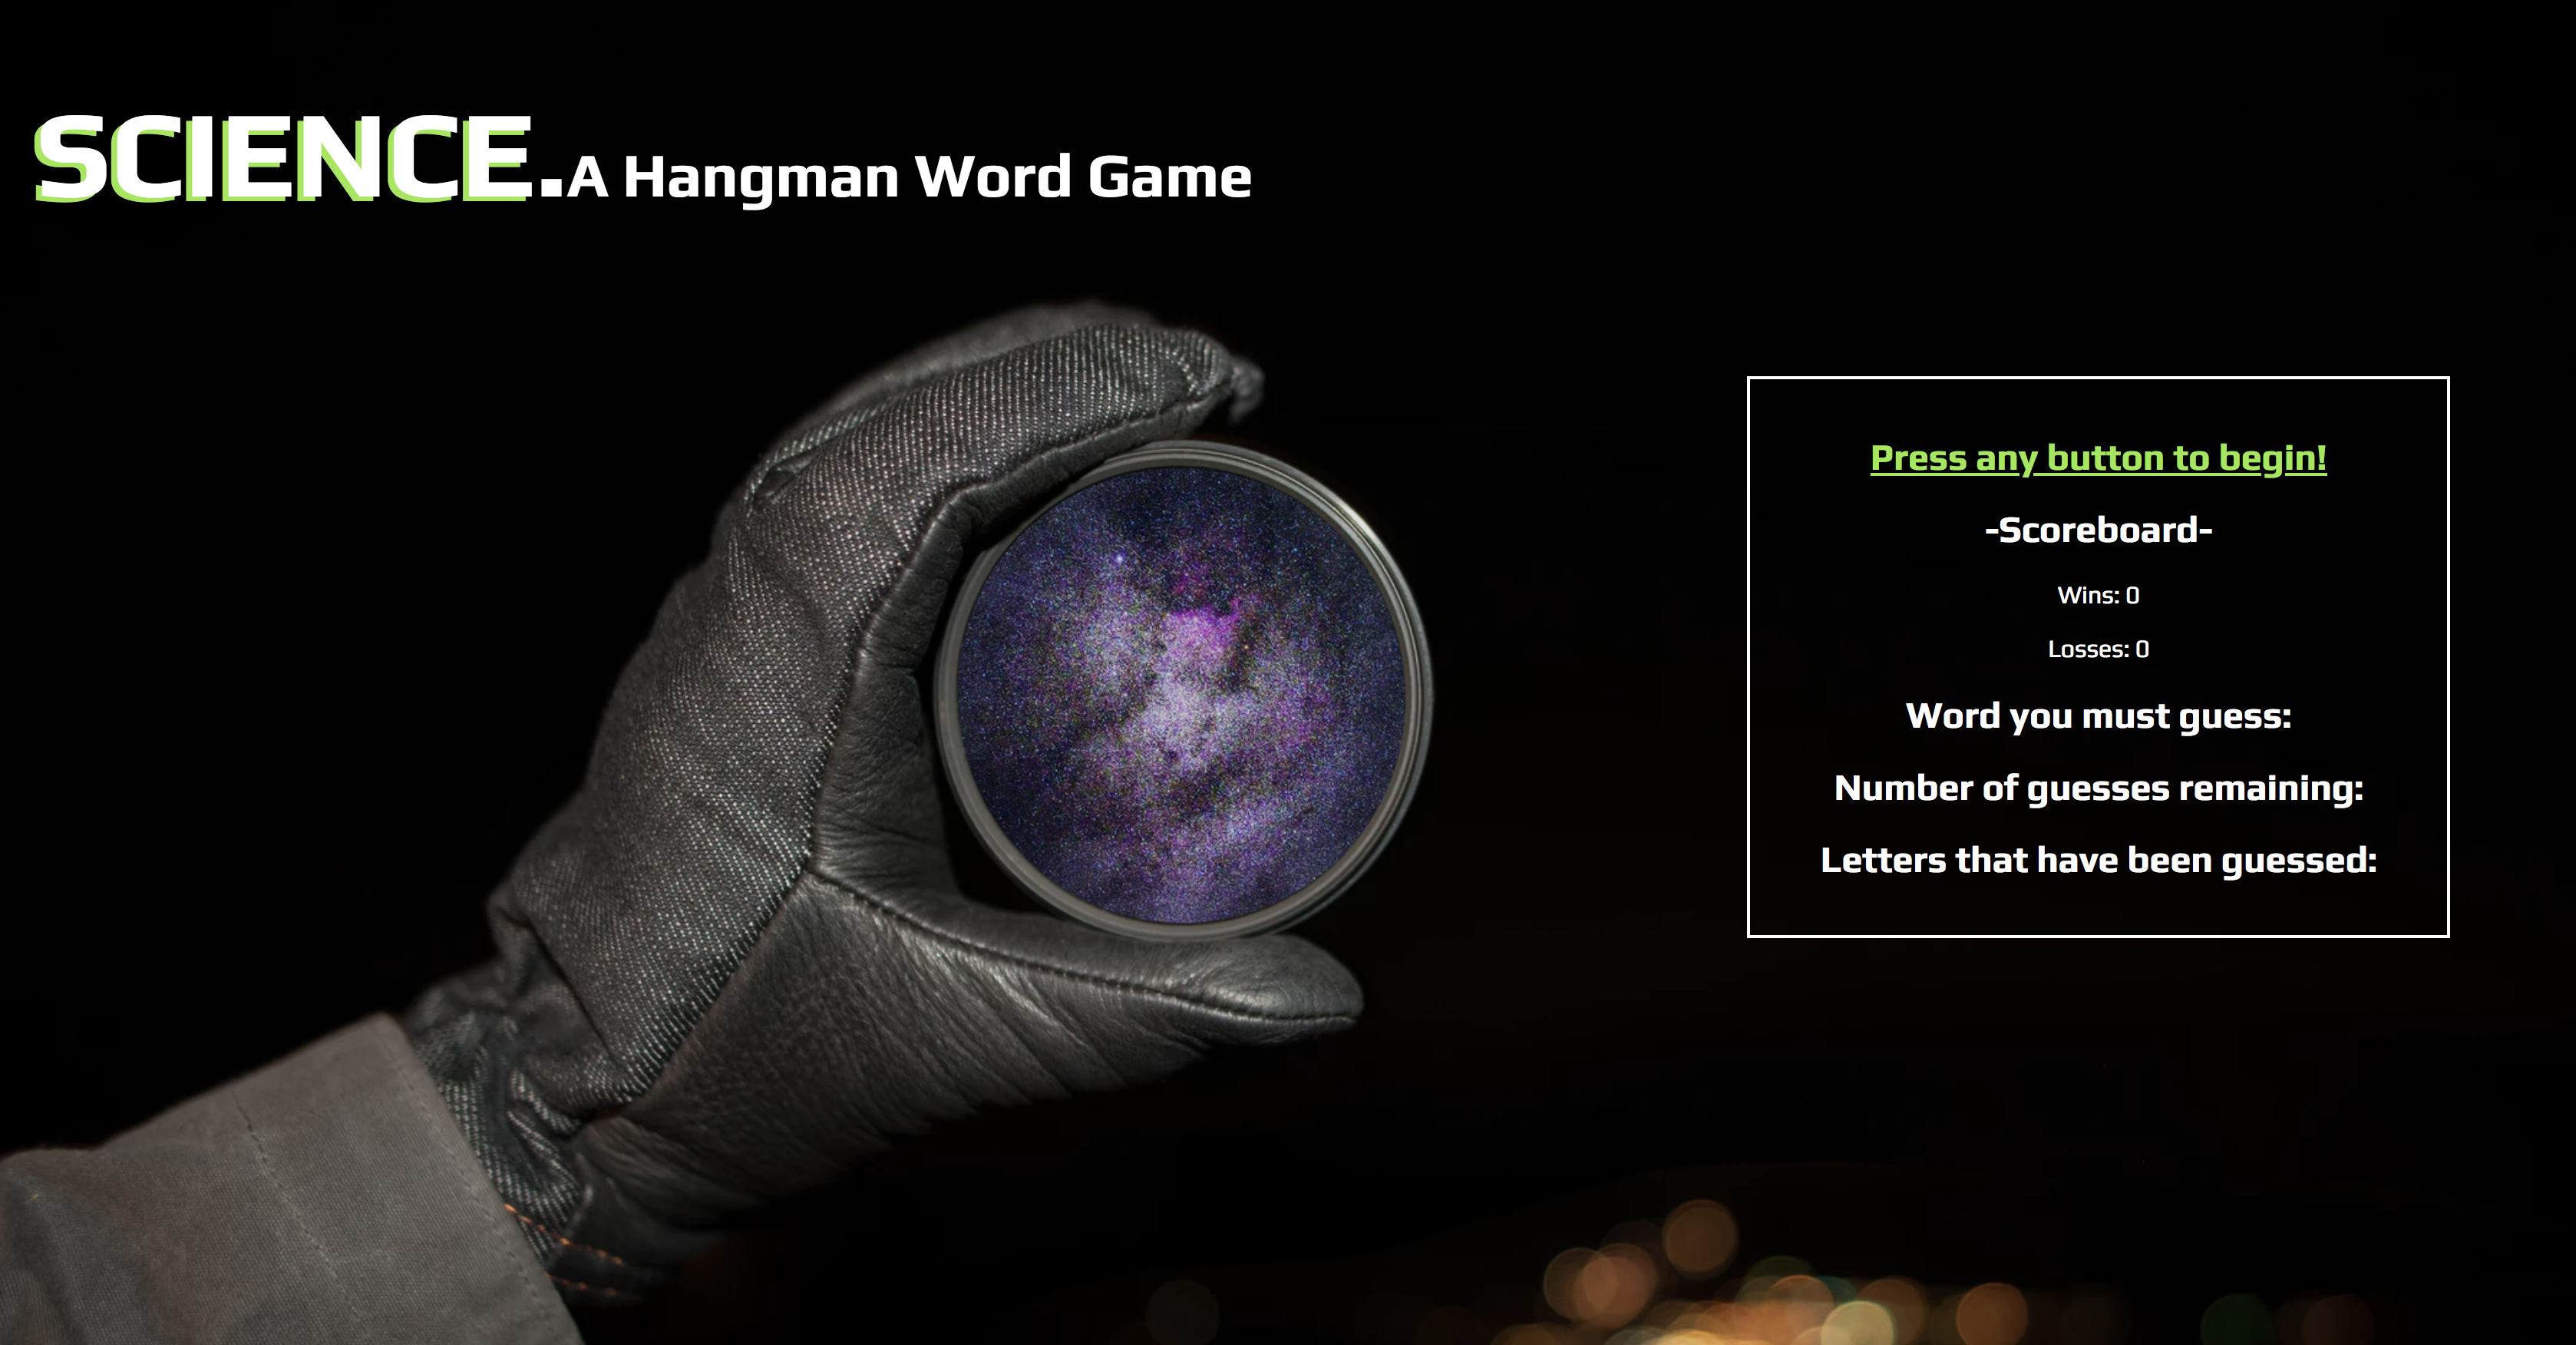 SCIENCE.A Hangman Word Game
Press any button to begin!
-Scoreboard-
Wins: 0
Losses: 0
Word you must guess:
Number of guesses remaining:
Letters that have been guessed: